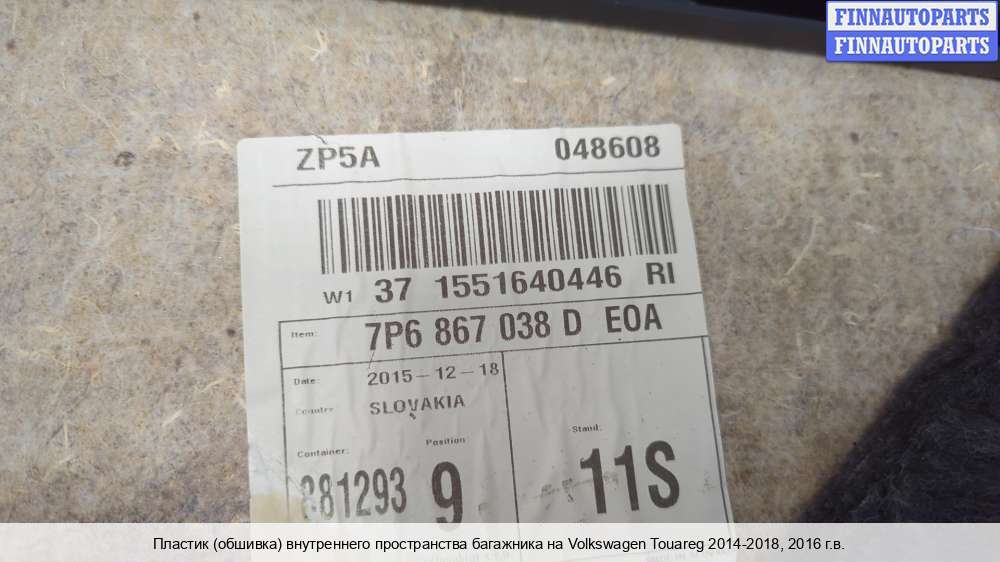 FINNAUTOPARTS
FINNAUTOPARTS
ZP5A 048608
W1 37 1551640446 RI
Item: 7P6 867 038 D E0A
Date: 2015-12-18
Country SLOVAKIA
Container: Position Stand:
881293 9 11S
Пластик (обшивка) внутреннего пространства багажника на Volkswagen Touareg 2014-2018, 2016 г.в.